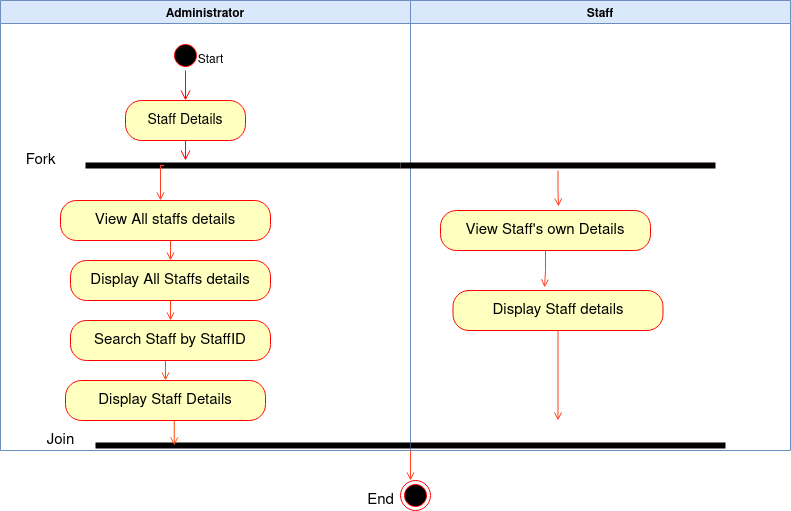 Administrator
Staff
Start
Staff Details
Fork
View All staffs details
View Staff's own Details
Display All Staffs details
Display Staff details
Search Staff by StaffID
Display Staff Details
Join
End